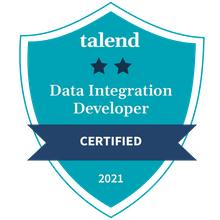 talend
Data Integration
Developer
CERTIFIED
2021